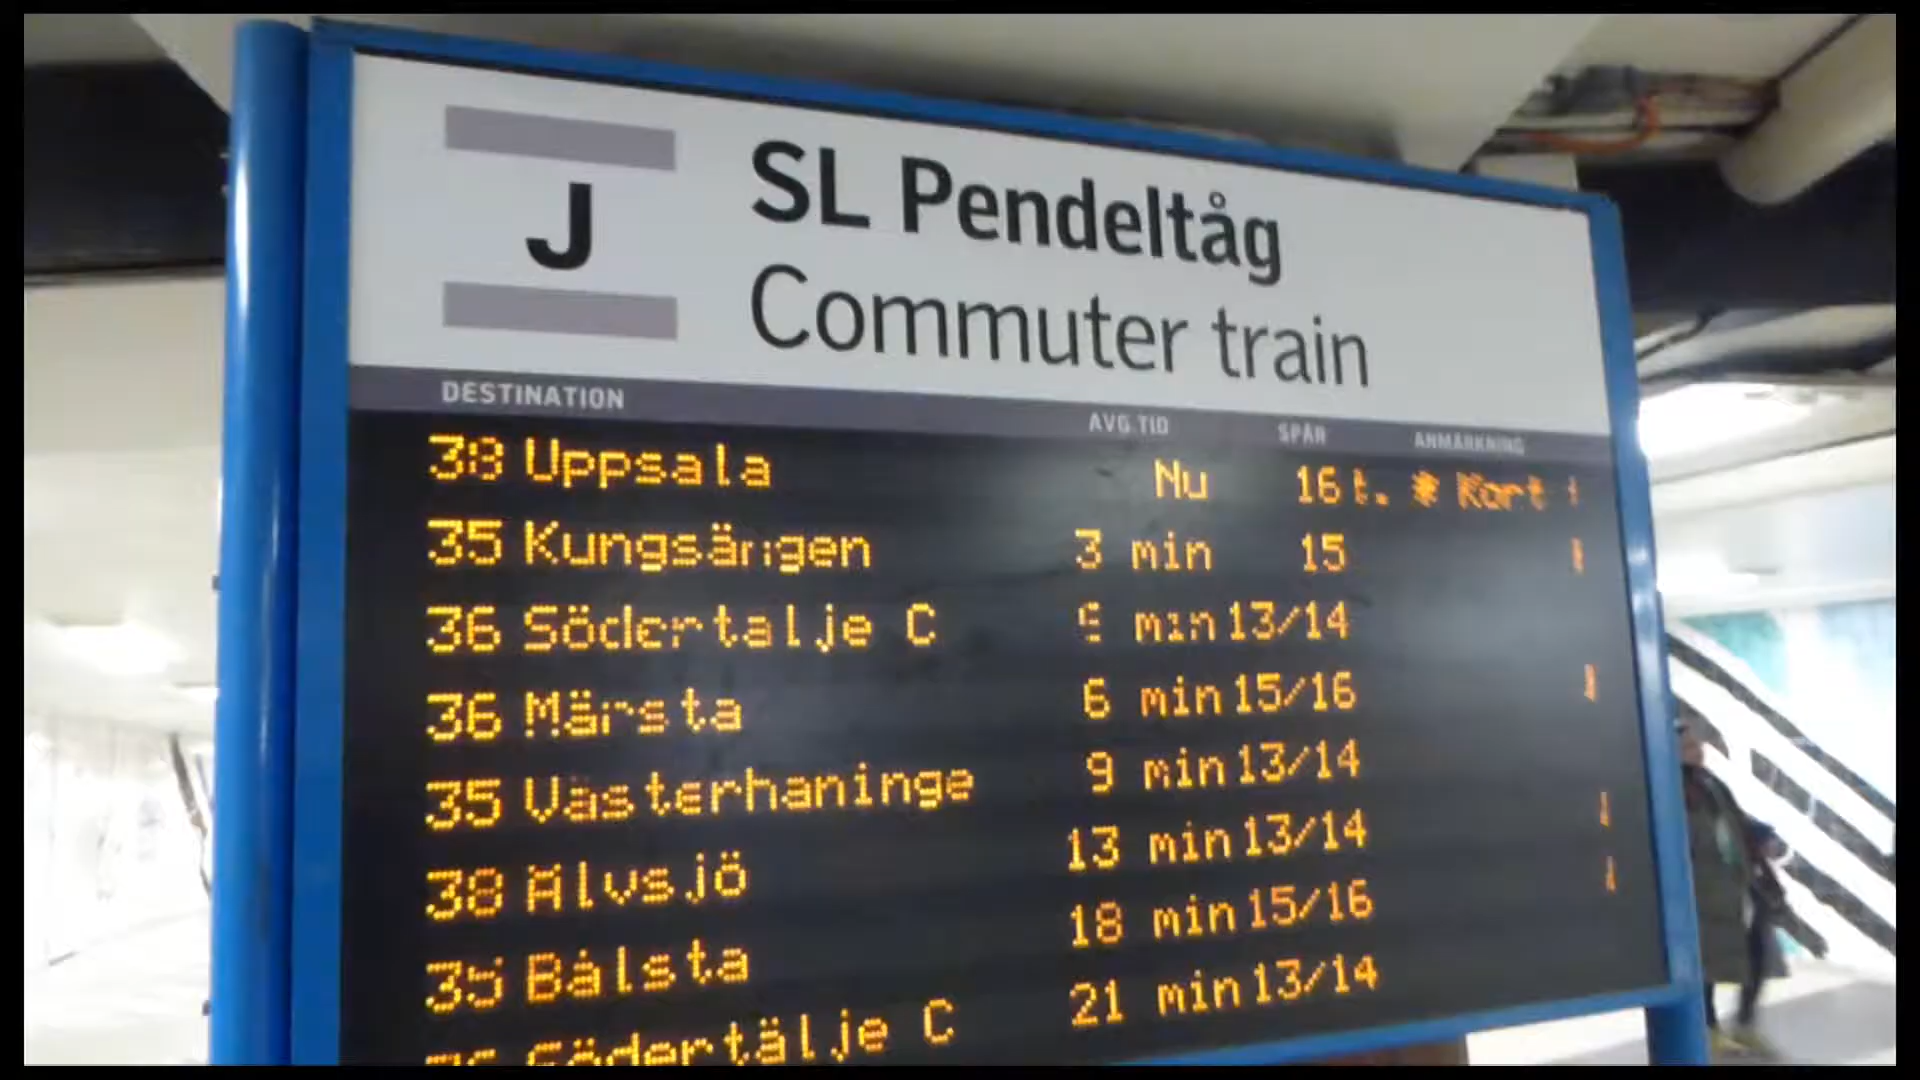 J
SL Pendeltåg
Commuter train
DESTINATION AVG TID SPÅR ANMÄRKNING
38 Uppsala Nu 16 t. * Kort
35 Kungsängen 3 min 15
36 Södertälje C min 13/14
36 Märsta 6 min 15/16
35 Västerhaninge 9 min 13/14
38 Älvsjö 13 min 13/14
35 Bålsta 18 min 15/16
Södertälje C 21 min 13/14